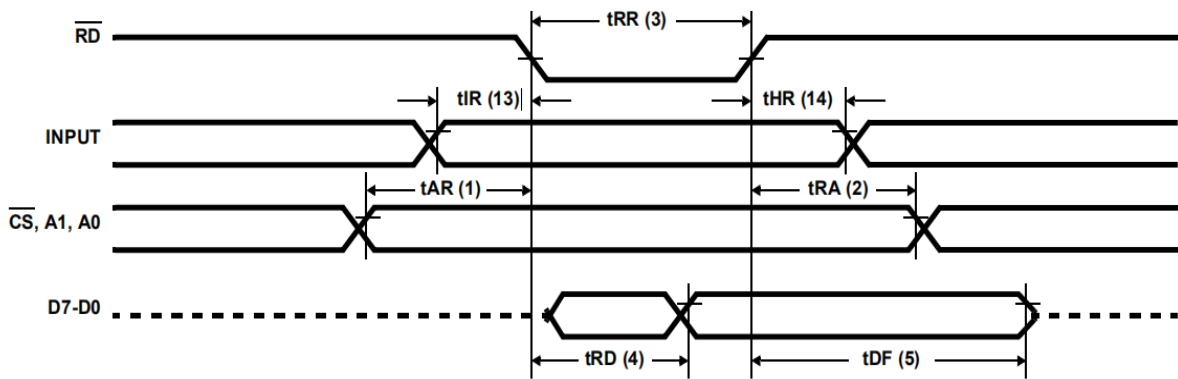 tRR (3)
RD
tIR (13)
tHR (14)
INPUT
tAR (1)
tRA (2)
CS, A1, A0
D7-D0
tRD (4)
tDF (5)